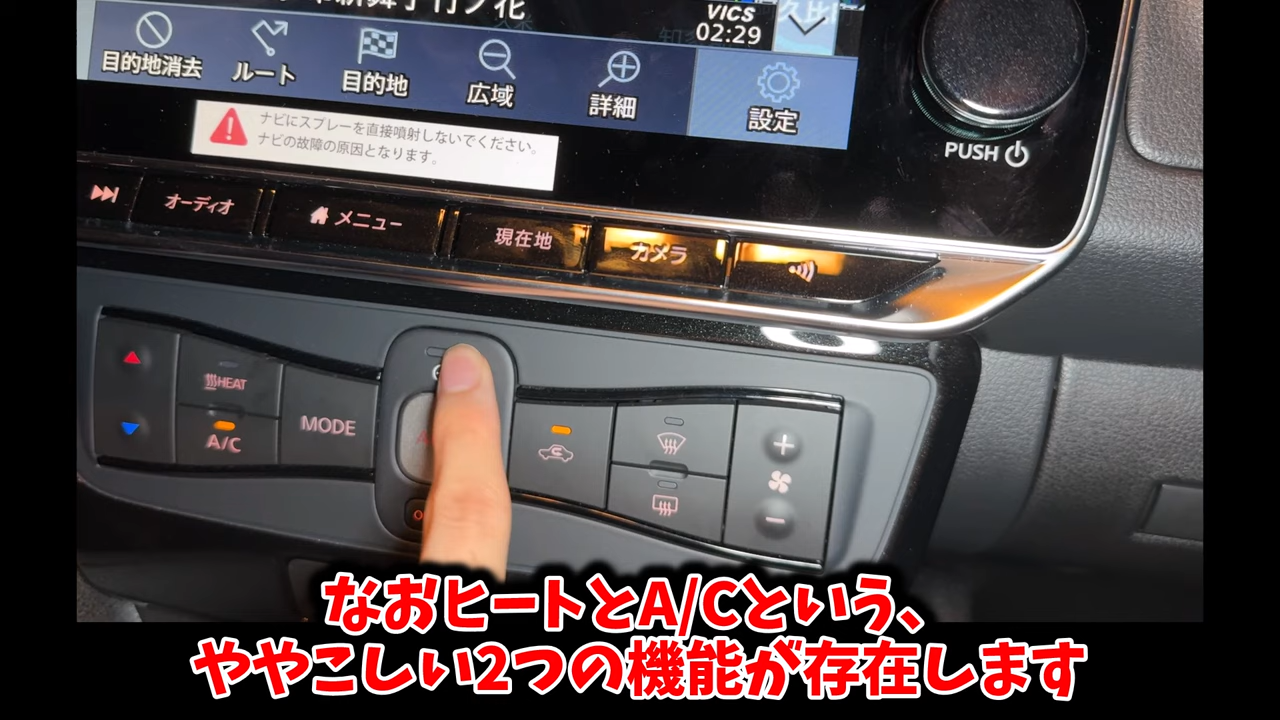 VICS
02:29
目的地消去
ルート
目的地
広域
詳細
設定
ナビにスプレーを直接噴射しないでください。
ナビの故障の原因となります。
PUSH
オーディオ
メニュー
現在地
カメラ
HEAT
A/C
MODE
なおヒートとA/Cという、
ややこしい2つの機能が存在します